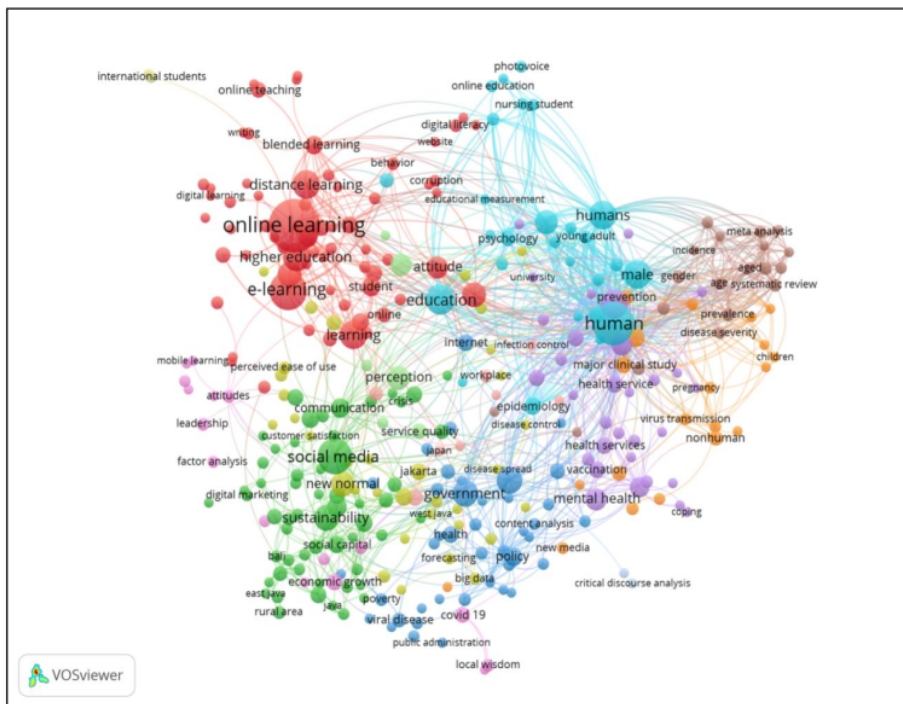 photovoice
international students
online education
online teaching
nursing student
writing
digital literacy
blended learning
website
behavior
distance learning
corruption
digital learning
educational measurement
humans
online learning
meta analysis
psychology
young adult
incidence
higher education
attitude
male
gender
aged
university
age
systematic review
e-learning
student
education
prevention
online
human
prevalence
learning
internet
infection control
disease severity
mobile learning
perceived ease of use
major clinical study
children
perception
workplace
health service
attitudes
crisis
pregnancy
communication
epidemiology
leadership
virus transmission
service quality
disease control
customer satisfaction
nonhuman
japan
health services
social media
factor analysis
jakarta
disease spread
vaccination
new normal
government
digital marketing
mental health
west java
coping
sustainability
content analysis
health
social capital
new media
bali
forecasting
policy
economic growth
big data
critical discourse analysis
east java
poverty
java
rural area
viral disease
covid 19
public administration
local wisdom
VOSviewer